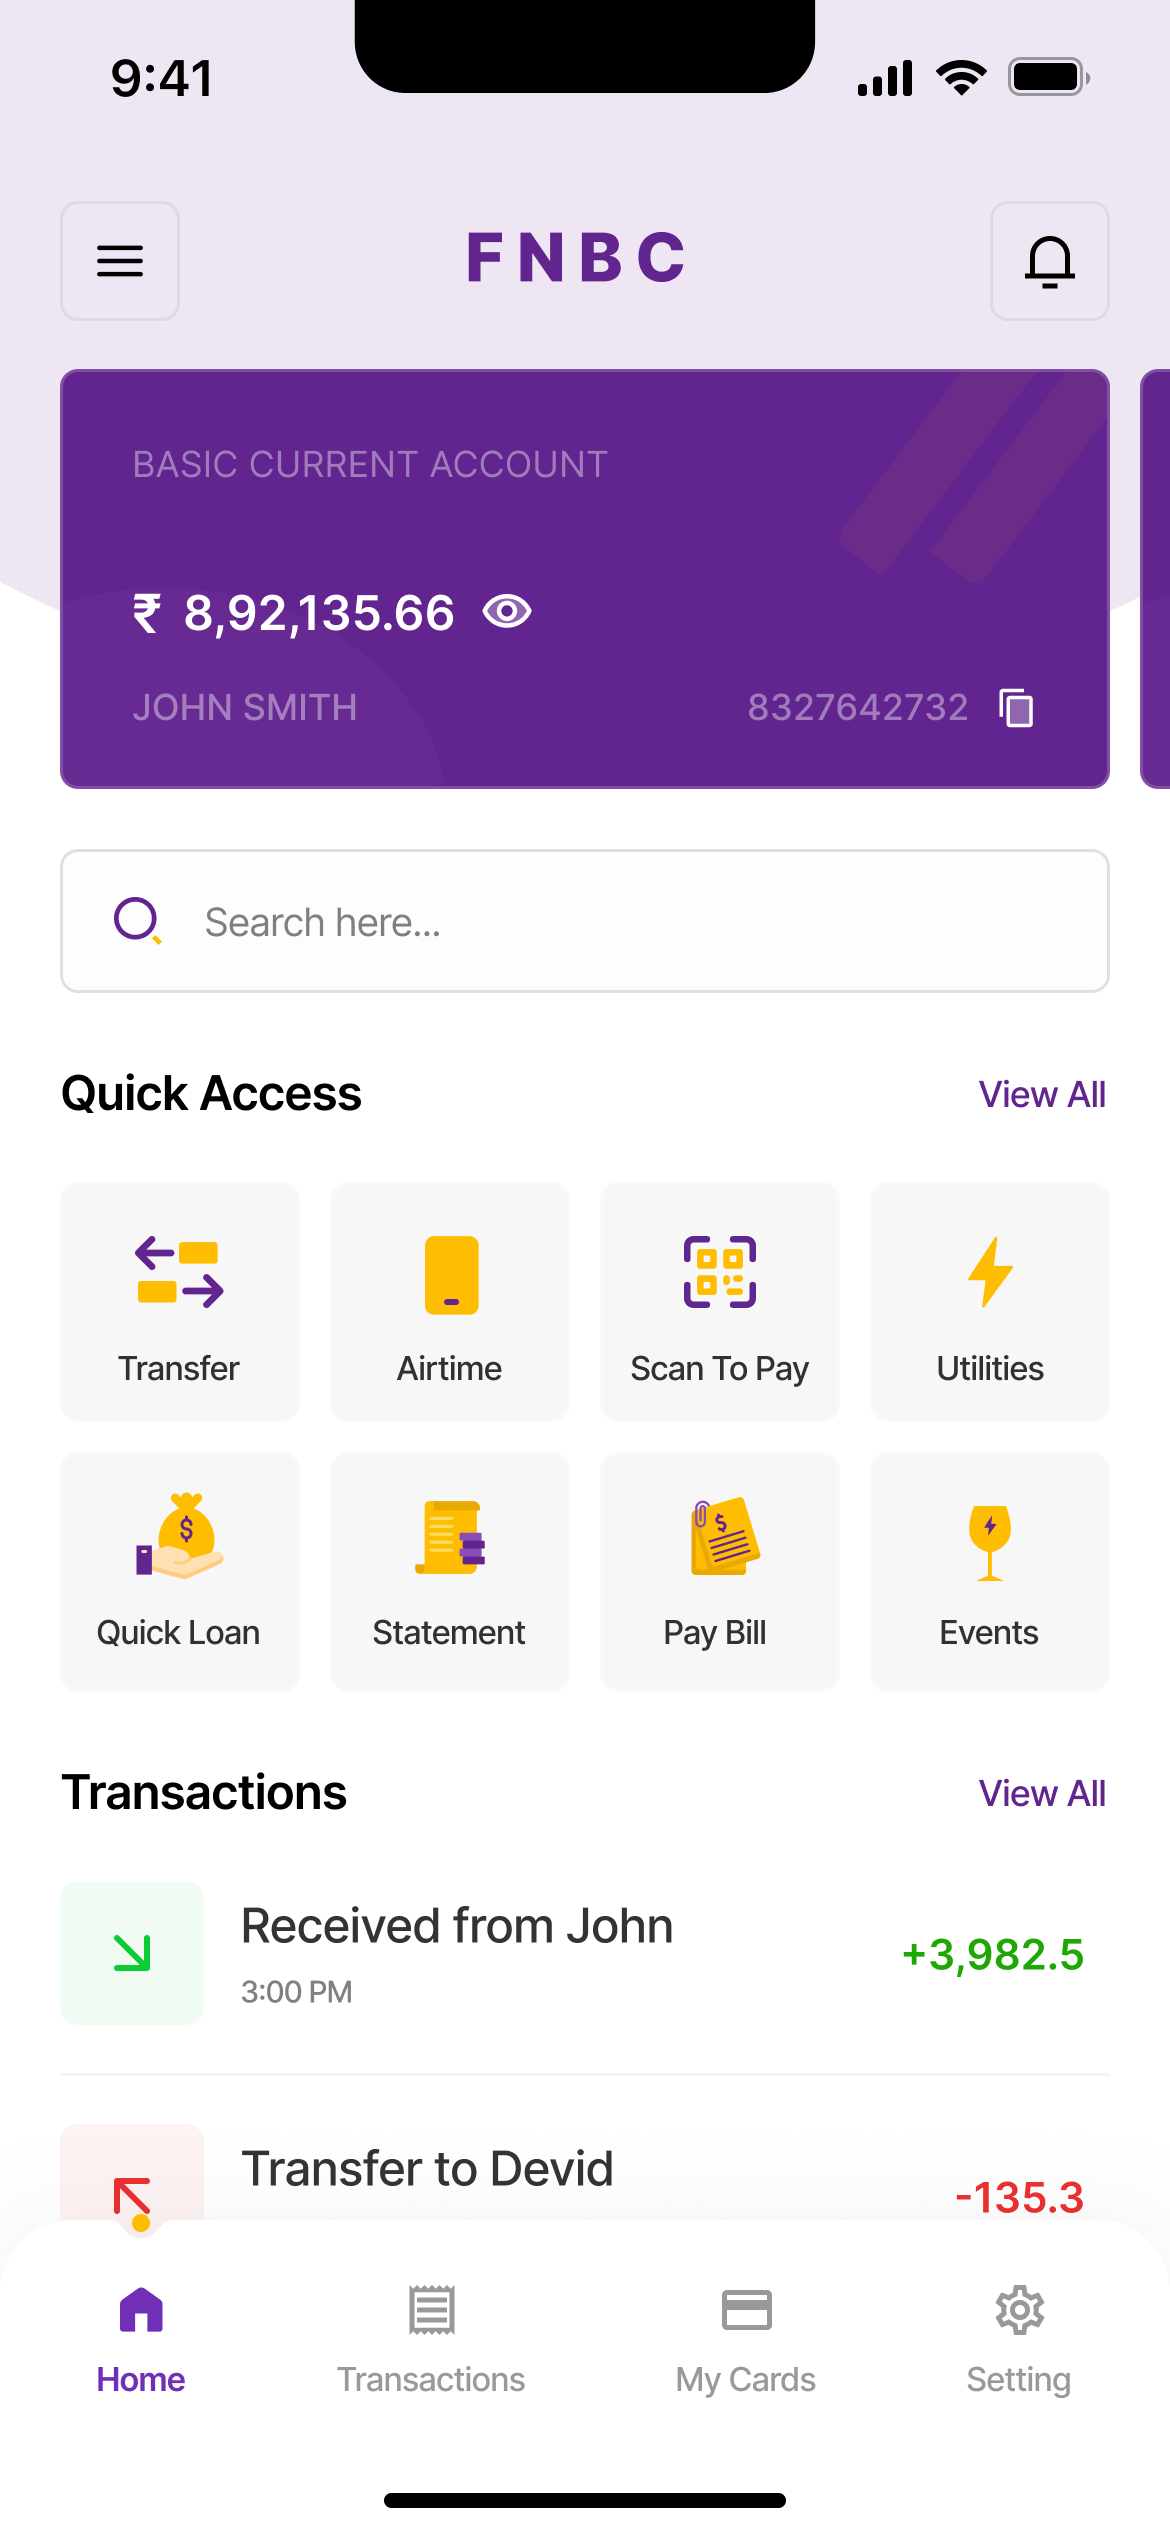 9:41
FNBC
BASIC CURRENT ACCOUNT
₹ 8,92,135.66
JOHN SMITH
8327642732
Search here...
Quick Access
View All
Transfer
Airtime
Scan To Pay
Utilities
$
$
Quick Loan
Statement
Pay Bill
Events
Transactions
View All
Received from John
+3,982.5
3:00 PM
Transfer to Devid
-135.3
Home
Transactions
My Cards
Setting